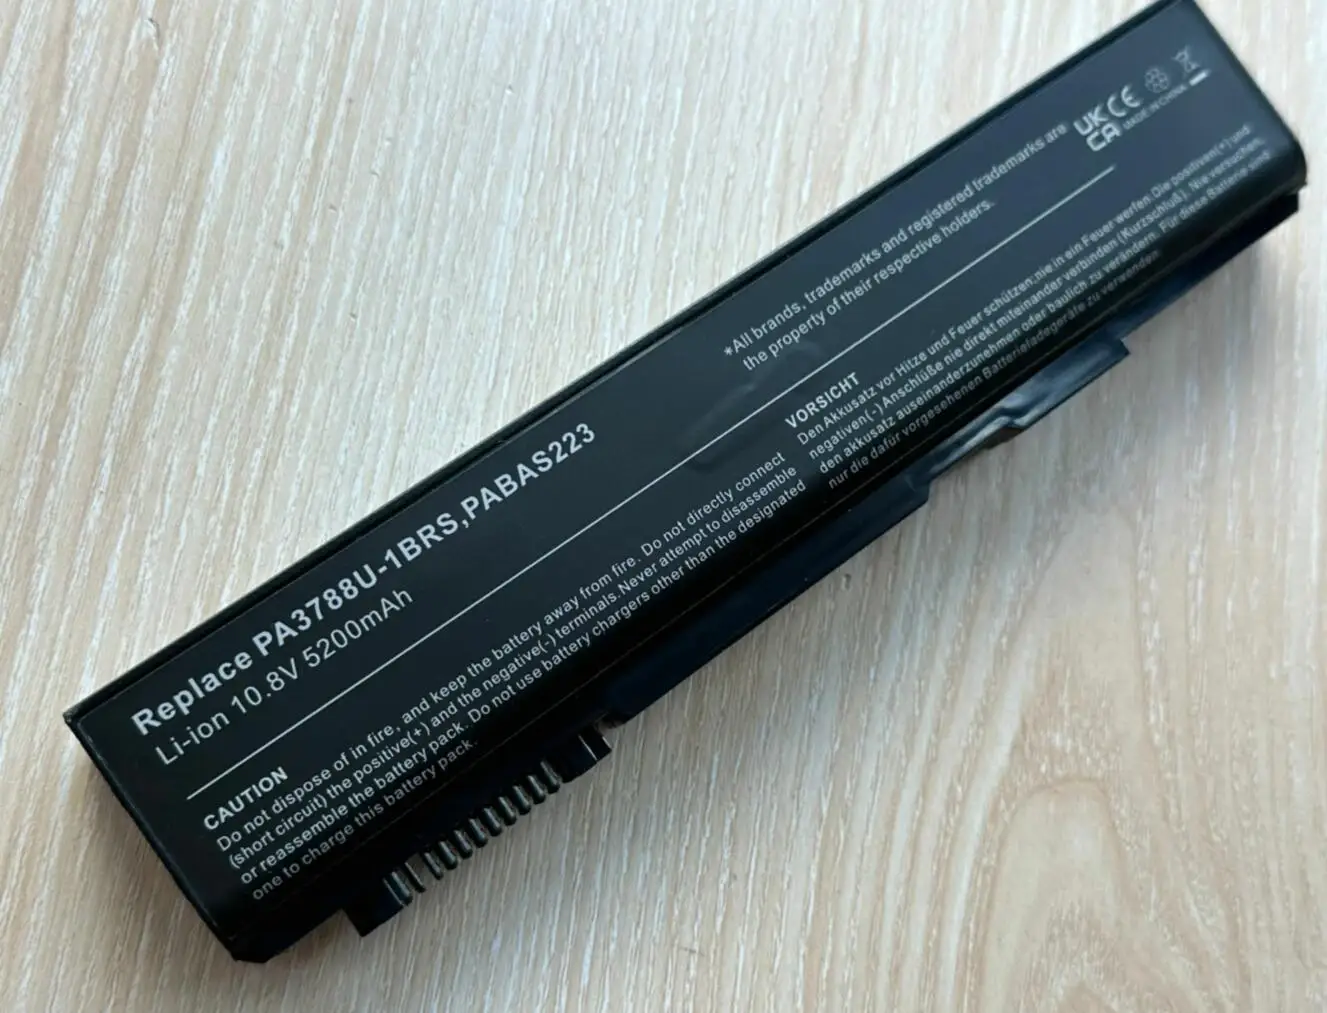 Replace PA3788U-1BRS,PABAS223
Li-ion 10.8V 5200mAh
*All brands, trademarks and registered trademarks are
the property of their respective holders.
UK
CA
CE
MADE IN CHINA
CAUTION
Do not dispose of in fire, and keep the battery away from fire. Do not directly connect
(short circuit) the positive(+) and the negative(-) terminals.Never attempt to disassemble
or reassemble the battery pack. Do not use battery chargers other than the designated
one to charge this battery pack.
VORSICHT
Den Akkusatz vor Hitze und Feuer schützen;nie in ein Feuer werfen.Die positiven(+)und
negativen(-)Anschlüße nie direkt miteinander verbinden (Kurzschluß). Nie versuchen,
den akkusatz auseinanderzunehmen oder baulich zu verändern. Für diese Batterie sind
nur die dafür vorgesehenen Batterieladegeräte zu verwenden